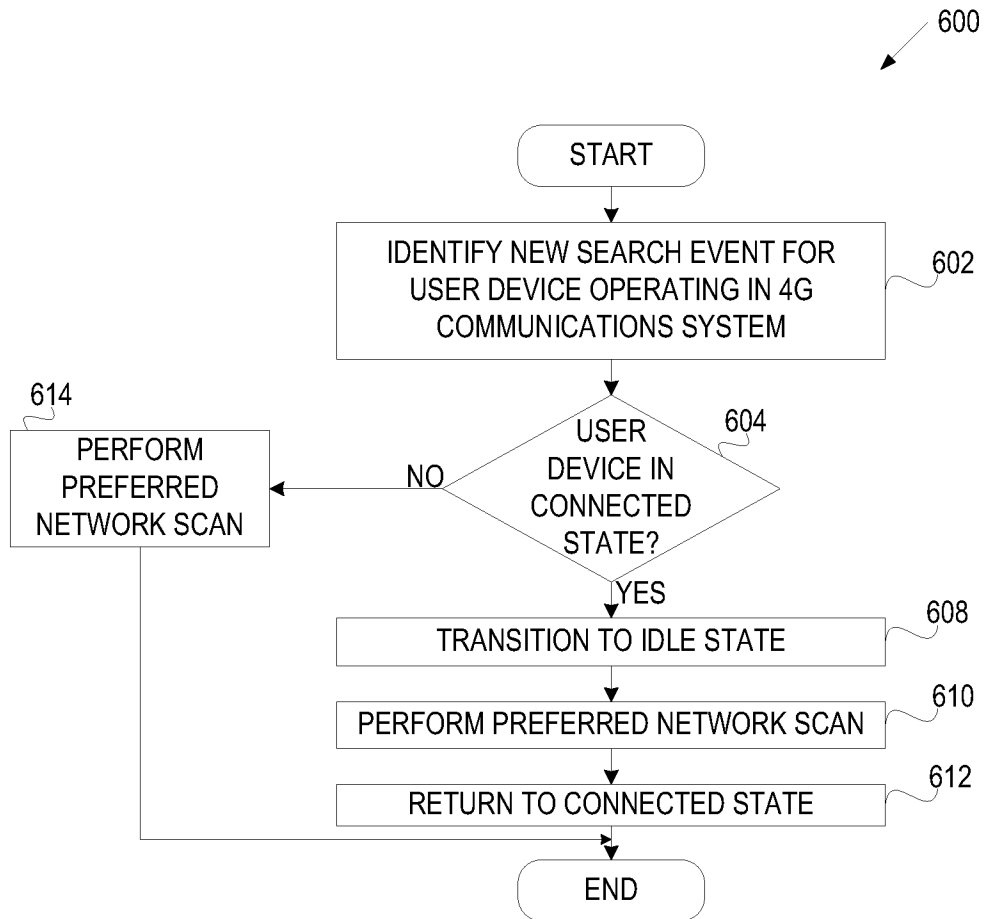 600
START
IDENTIFY NEW SEARCH EVENT FOR
USER DEVICE OPERATING IN 4G
COMMUNICATIONS SYSTEM
602
614
604
USER
DEVICE IN
CONNECTED
STATE?
NO
PERFORM
PREFERRED
NETWORK SCAN
YES
608
TRANSITION TO IDLE STATE
610
PERFORM PREFERRED NETWORK SCAN
612
RETURN TO CONNECTED STATE
END